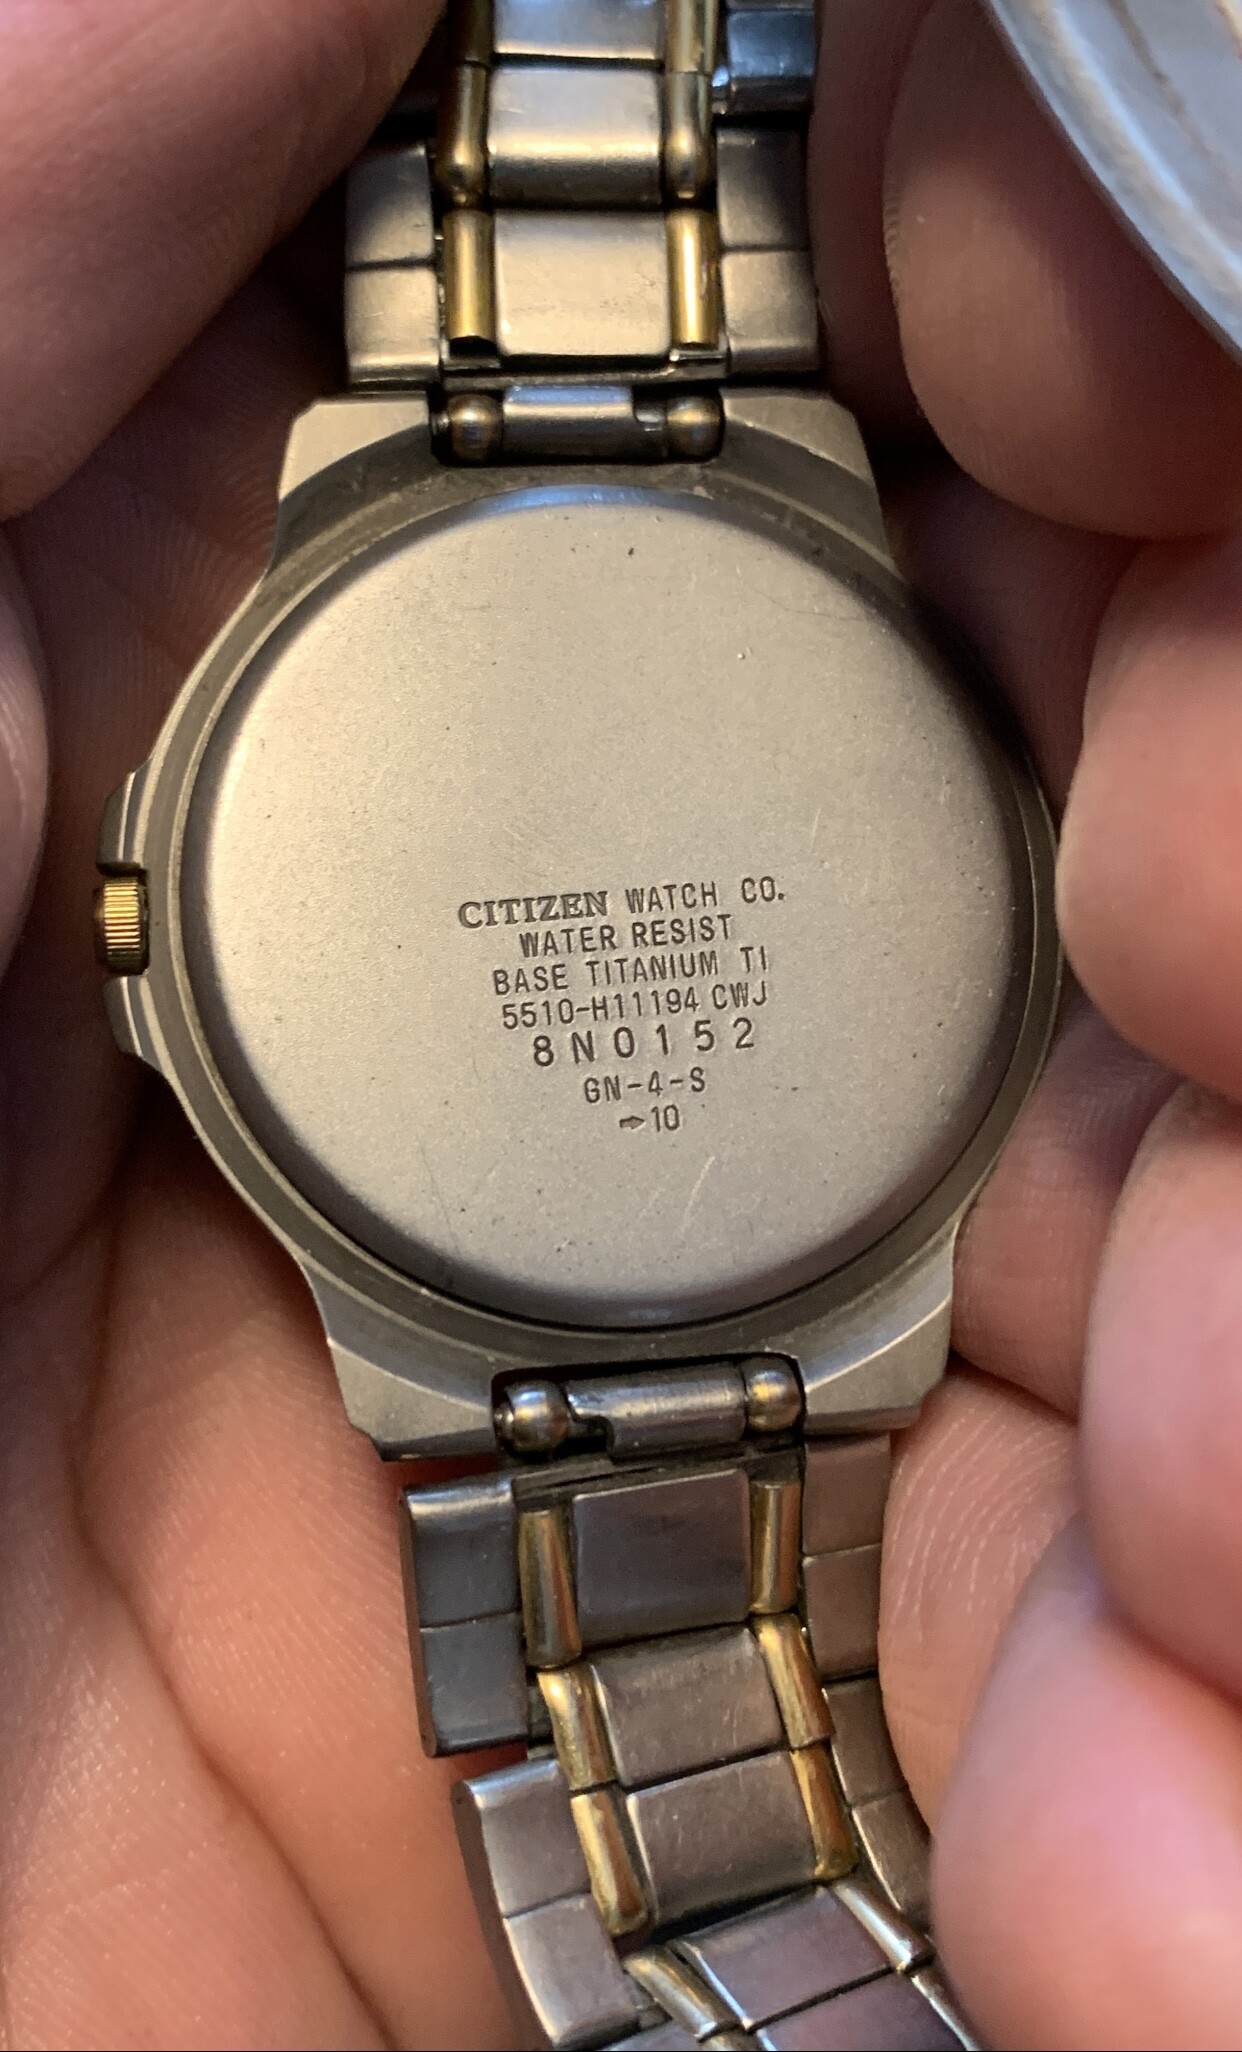 CITIZEN WATCH CO.
WATER RESIST
BASE TITANIUM TI
5510-H11194 CWJ
8N0152
GN-4-S
➡10